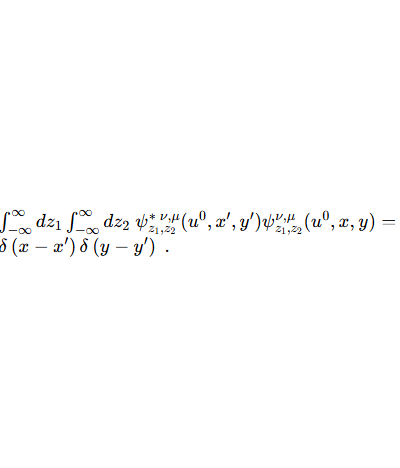 ∫_{-∞}^{∞} dz_1 ∫_{-∞}^{∞} dz_2 ψ^{* ν,μ}_{z_1,z_2}(u^0, x′, y′)ψ^{ν,μ}_{z_1,z_2}(u^0, x, y) =
δ (x − x′) δ (y − y′) .